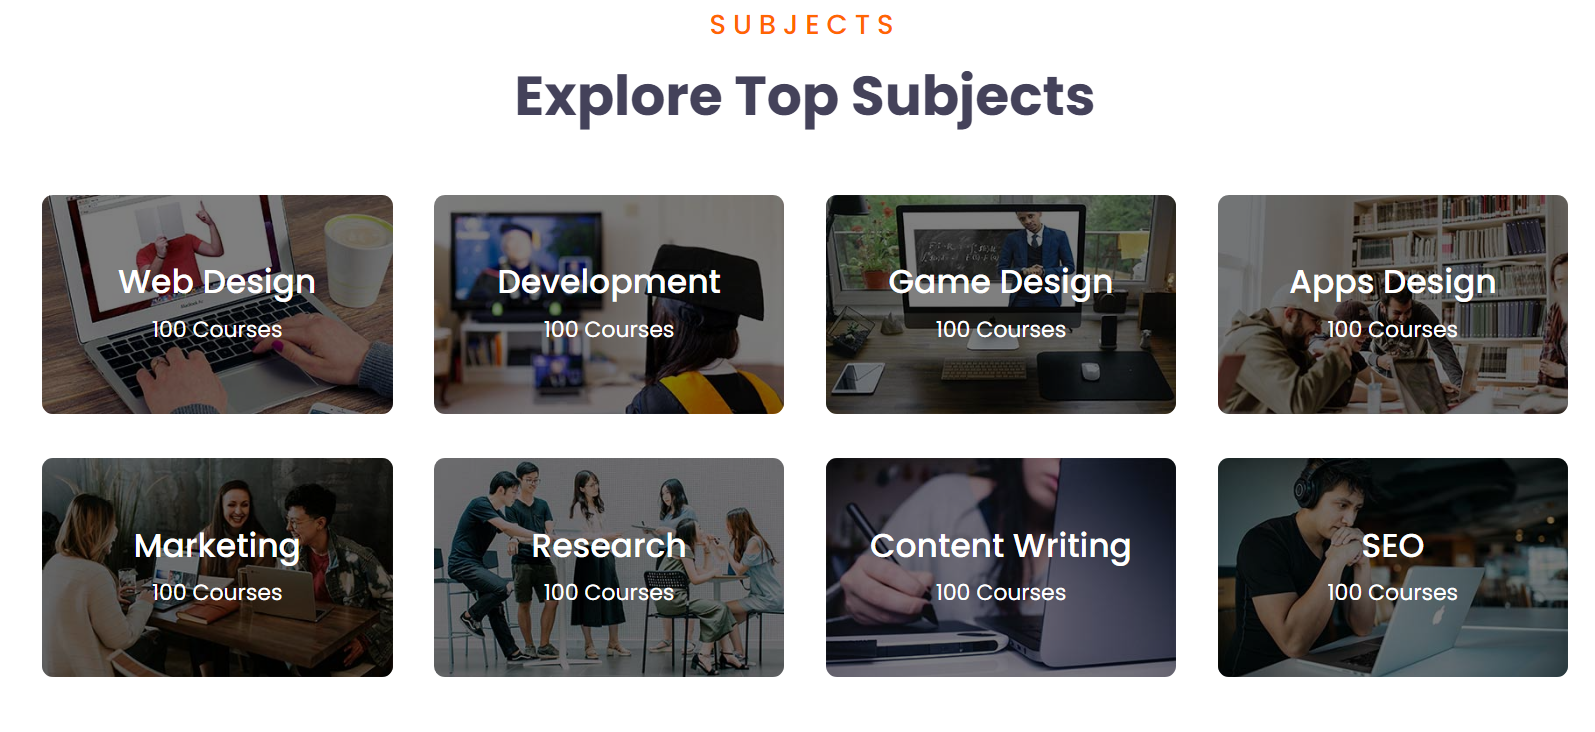 SUBJECTS
Explore Top Subjects
Web Design
100 Courses
Development
100 Courses
Game Design
100 Courses
Apps Design
100 Courses
Marketing
100 Courses
Research
100 Courses
Content Writing
100 Courses
SEO
100 Courses